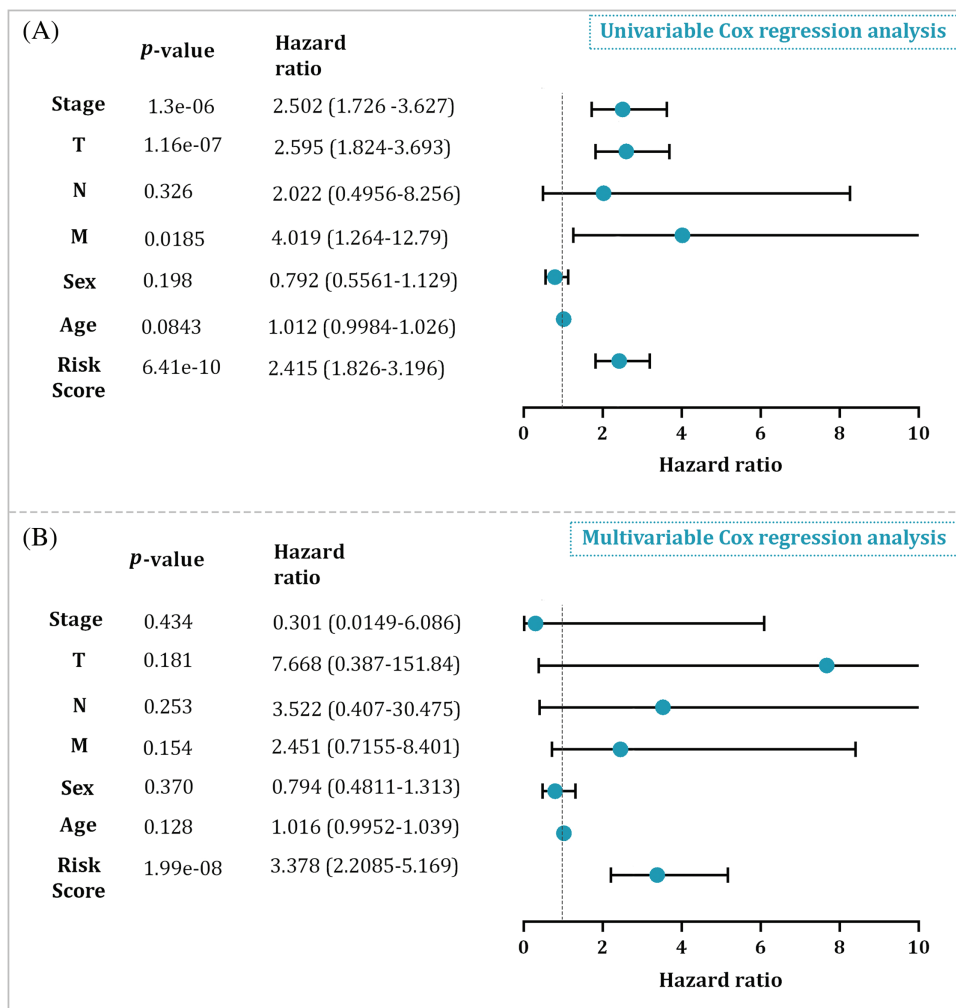 (A)
Univariable Cox regression analysis
p-value Hazard
ratio
Stage 1.3e-06 2.502 (1.726 -3.627)
T 1.16e-07 2.595 (1.824-3.693)
N 0.326 2.022 (0.4956-8.256)
M 0.0185 4.019 (1.264-12.79)
Sex 0.198 0.792 (0.5561-1.129)
Age 0.0843 1.012 (0.9984-1.026)
Risk
Score 6.41e-10 2.415 (1.826-3.196)
0 2 4 6 8 10
Hazard ratio
(B)
Multivariable Cox regression analysis
p-value Hazard
ratio
Stage 0.434 0.301 (0.0149-6.086)
T 0.181 7.668 (0.387-151.84)
N 0.253 3.522 (0.407-30.475)
M 0.154 2.451 (0.7155-8.401)
Sex 0.370 0.794 (0.4811-1.313)
Age 0.128 1.016 (0.9952-1.039)
Risk
Score 1.99e-08 3.378 (2.2085-5.169)
0 2 4 6 8 10
Hazard ratio